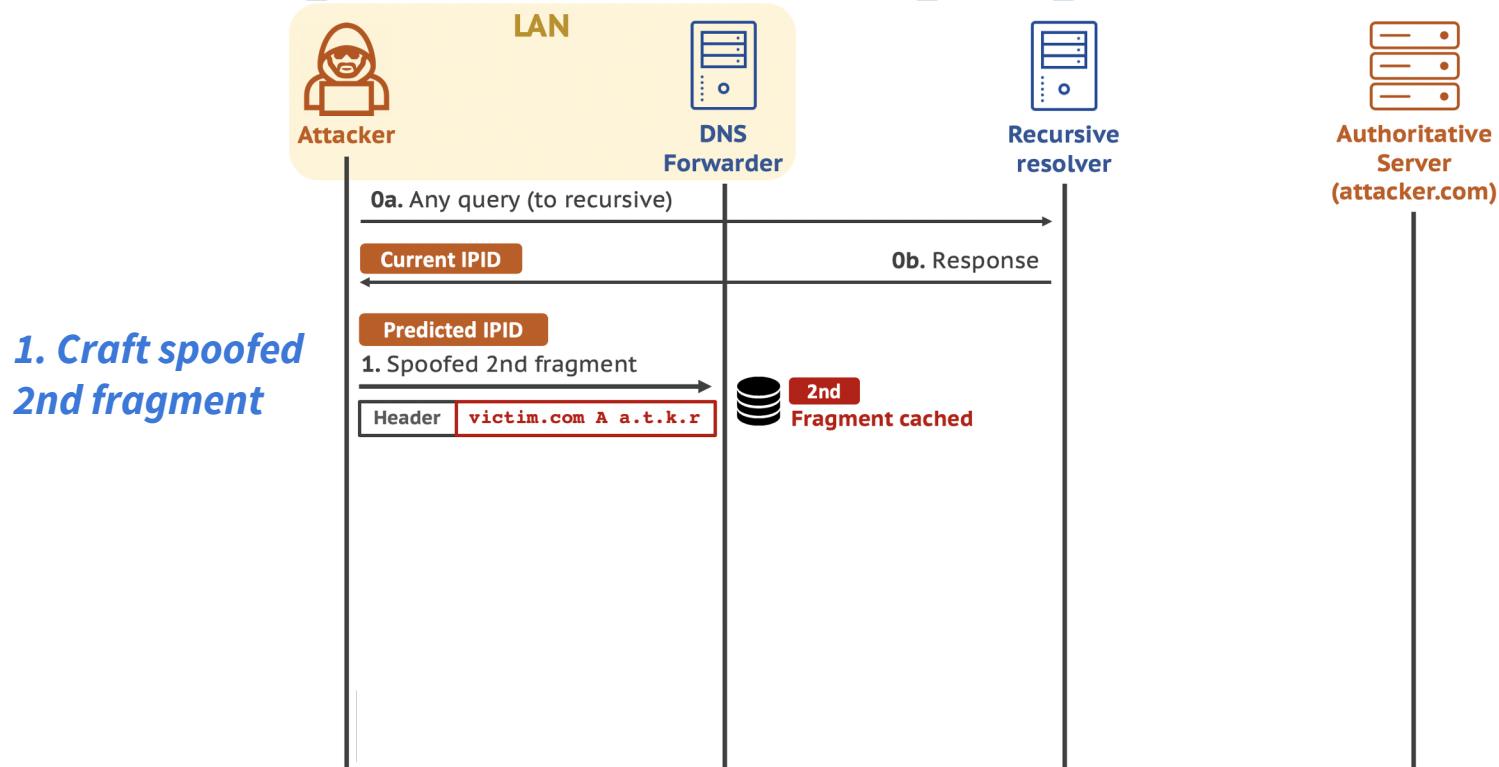 LAN
Attacker
DNS
Forwarder
Recursive
resolver
Authoritative
Server
(attacker.com)
0a. Any query (to recursive)
Current IPID
0b. Response
Predicted IPID
1. Craft spoofed
2nd fragment
1. Spoofed 2nd fragment
Header
victim.com A a.t.k.r
2nd
Fragment cached